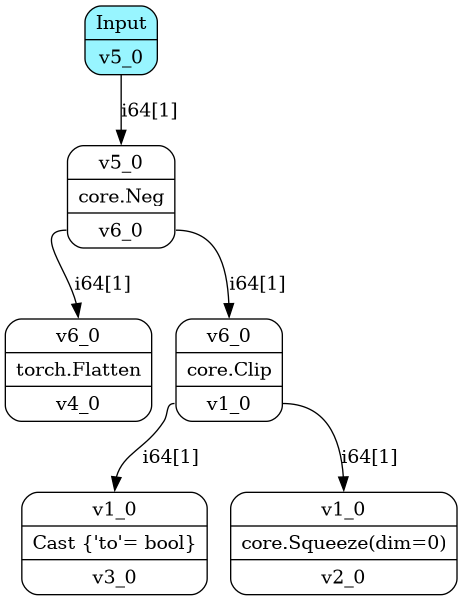 Input
v5_0
i64[1]
v5_0
core.Neg
v6_0
i64[1]
i64[1]
v6_0
torch.Flatten
v4_0
v6_0
core.Clip
v1_0
i64[1]
i64[1]
v1_0
Cast {'to'= bool}
v3_0
v1_0
core.Squeeze(dim=0)
v2_0